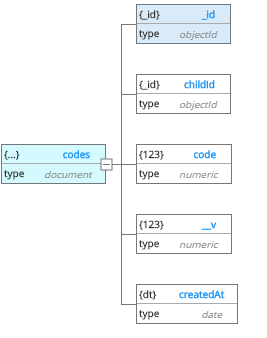 {_id} _id
type objectId
{_id} childId
type objectId
{...} codes
type document
{123} code
type numeric
{123} __v
type numeric
{dt} createdAt
type date